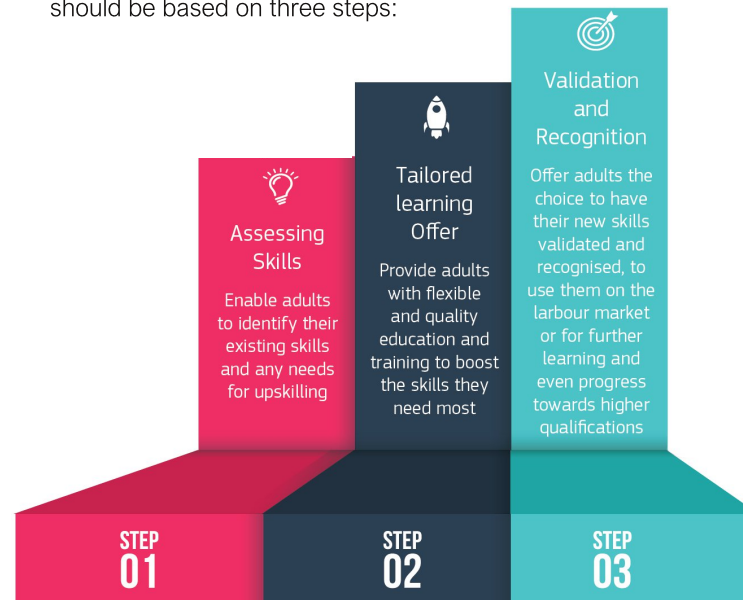 should be based on three steps:
Assessing
Skills
Enable adults
to identify their
existing skills
and any needs
for upskilling
Tailored
learning
Offer
Provide adults
with flexible
and quality
education and
training to boost
the skills they
need most
Validation
and
Recognition
Offer adults the
choice to have
their new skills
validated and
recognised, to
use them on the
larbour market
or for further
learning and
even progress
towards higher
qualifications
STEP
01
STEP
02
STEP
03